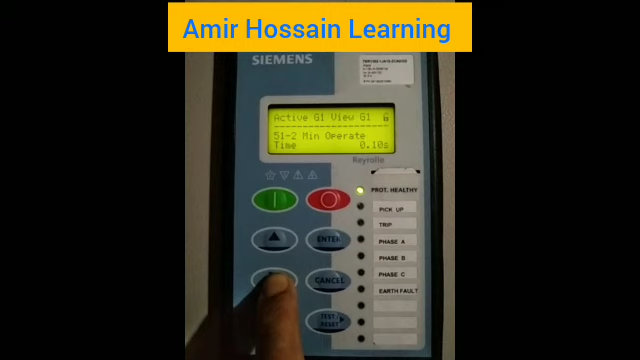 Amir Hossain Learning
SIEMENS
Active G1 View G1
51-2 Min Operate
Time 0.10s
Reyrolle
PROT. HEALTHY
PICK UP
TRIP
PHASE A
PHASE B
PHASE C
EARTH FAULT
ENTER
CANCEL
TEST /
RESET